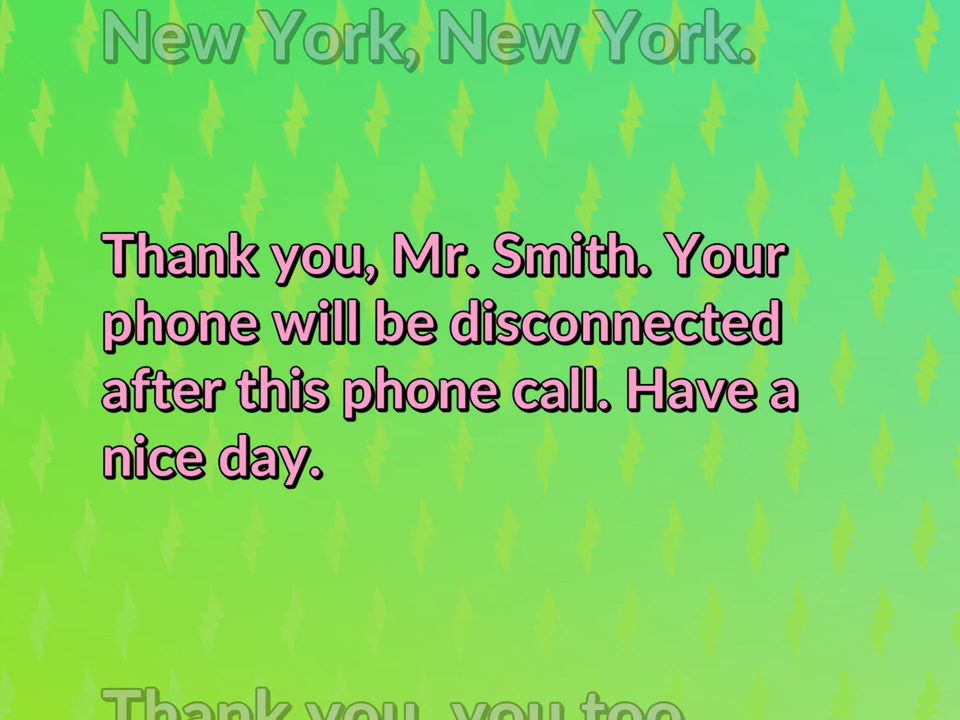 New York, New York.
Thank you, Mr. Smith. Your
phone will be disconnected
after this phone call. Have a
nice day.
Thank you, you too